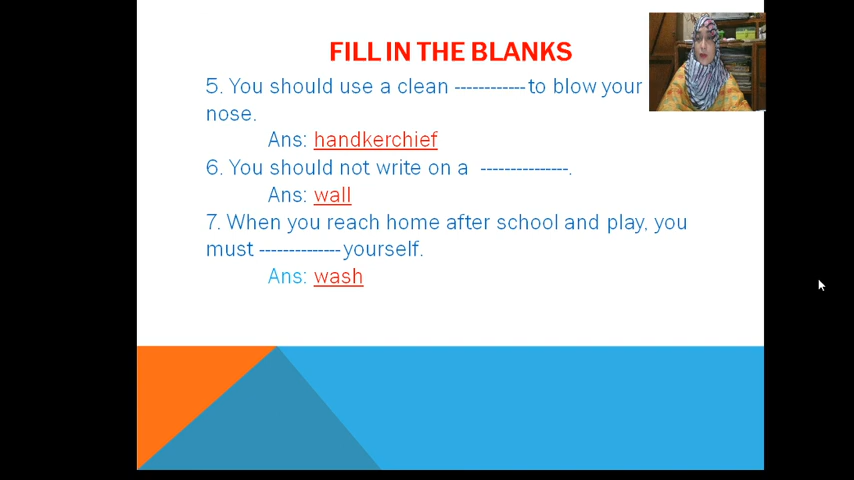 FILL IN THE BLANKS
5. You should use a clean ------------ to blow your
nose.
Ans: handkerchief
6. You should not write on a ---------------.
Ans: wall
7. When you reach home after school and play, you
must -------------- yourself.
Ans: wash